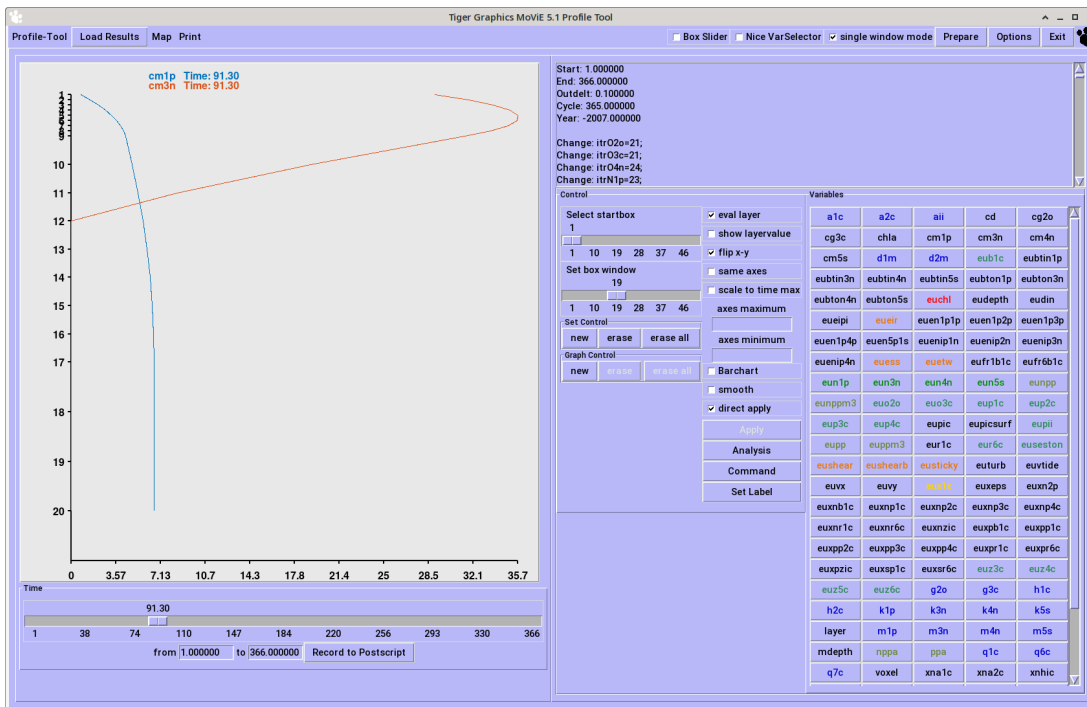 Tiger Graphics MoViE 5.1 Profile Tool
Profile-Tool Load Results Map Print Box Slider Nice VarSelector single window mode Prepare Options Exit
cm1p Time: 91.30
cm3n Time: 91.30
1
2
3
4
5
6
7
8
9
10
11
12
13
14
15
16
17
18
19
20
0 3.57 7.13 10.7 14.3 17.8 21.4 25 28.5 32.1 35.7
Time
91.30
1 38 74 110 147 184 220 256 293 330 366
from 1.000000 to 366.000000 Record to Postscript
Start: 1.000000
End: 366.000000
Outdelt: 0.100000
Cycle: 365.000000
Year: -2007.000000
Change: itrO2o=21;
Change: itrO3c=21;
Change: itrO4n=24;
Change: itrN1p=23;
Control
Select startbox
1
1 10 19 28 37 46
Set box window
19
1 10 19 28 37 46
Set Control
new erase erase all
Graph Control
new erase erase all
eval layer
show layervalue
flip x-y
same axes
scale to time max
axes maximum
axes minimum
Barchart
smooth
direct apply
Apply
Analysis
Command
Set Label
Variables
a1c a2c aii cd cg2o
cg3c chla cm1p cm3n cm4n
cm5s d1m d2m eub1c eubtin1p
eubtin3n eubtin4n eubtin5s eubton1p eubton3n
eubton4n eubton5s euchl eudepth eudin
eueipi eueir euen1p1p euen1p2p euen1p3p
euen1p4p euen5p1s euenip1n euenip2n euenip3n
euenip4n euess euetw eufr1b1c eufr6b1c
eun1p eun3n eun4n eun5s eunpp
eunppm3 euo2o euo3c eup1c eup2c
eup3c eup4c eupic eupicsurf eupii
eupp euppm3 eur1c eur6c euseston
eushear eushearb eusticky euturb euvtide
euvx euvy euxeps euxn2p
euxnb1c euxnp1c euxnp2c euxnp3c euxnp4c
euxnr1c euxnr6c euxnzic euxpb1c euxpp1c
euxpp2c euxpp3c euxpp4c euxpr1c euxpr6c
euxpzic euxsp1c euxsr6c euz3c euz4c
euz5c euz6c g2o g3c h1c
h2c k1p k3n k4n k5s
layer m1p m3n m4n m5s
mdepth nppa ppa q1c q6c
q7c voxel xna1c xna2c xnhic